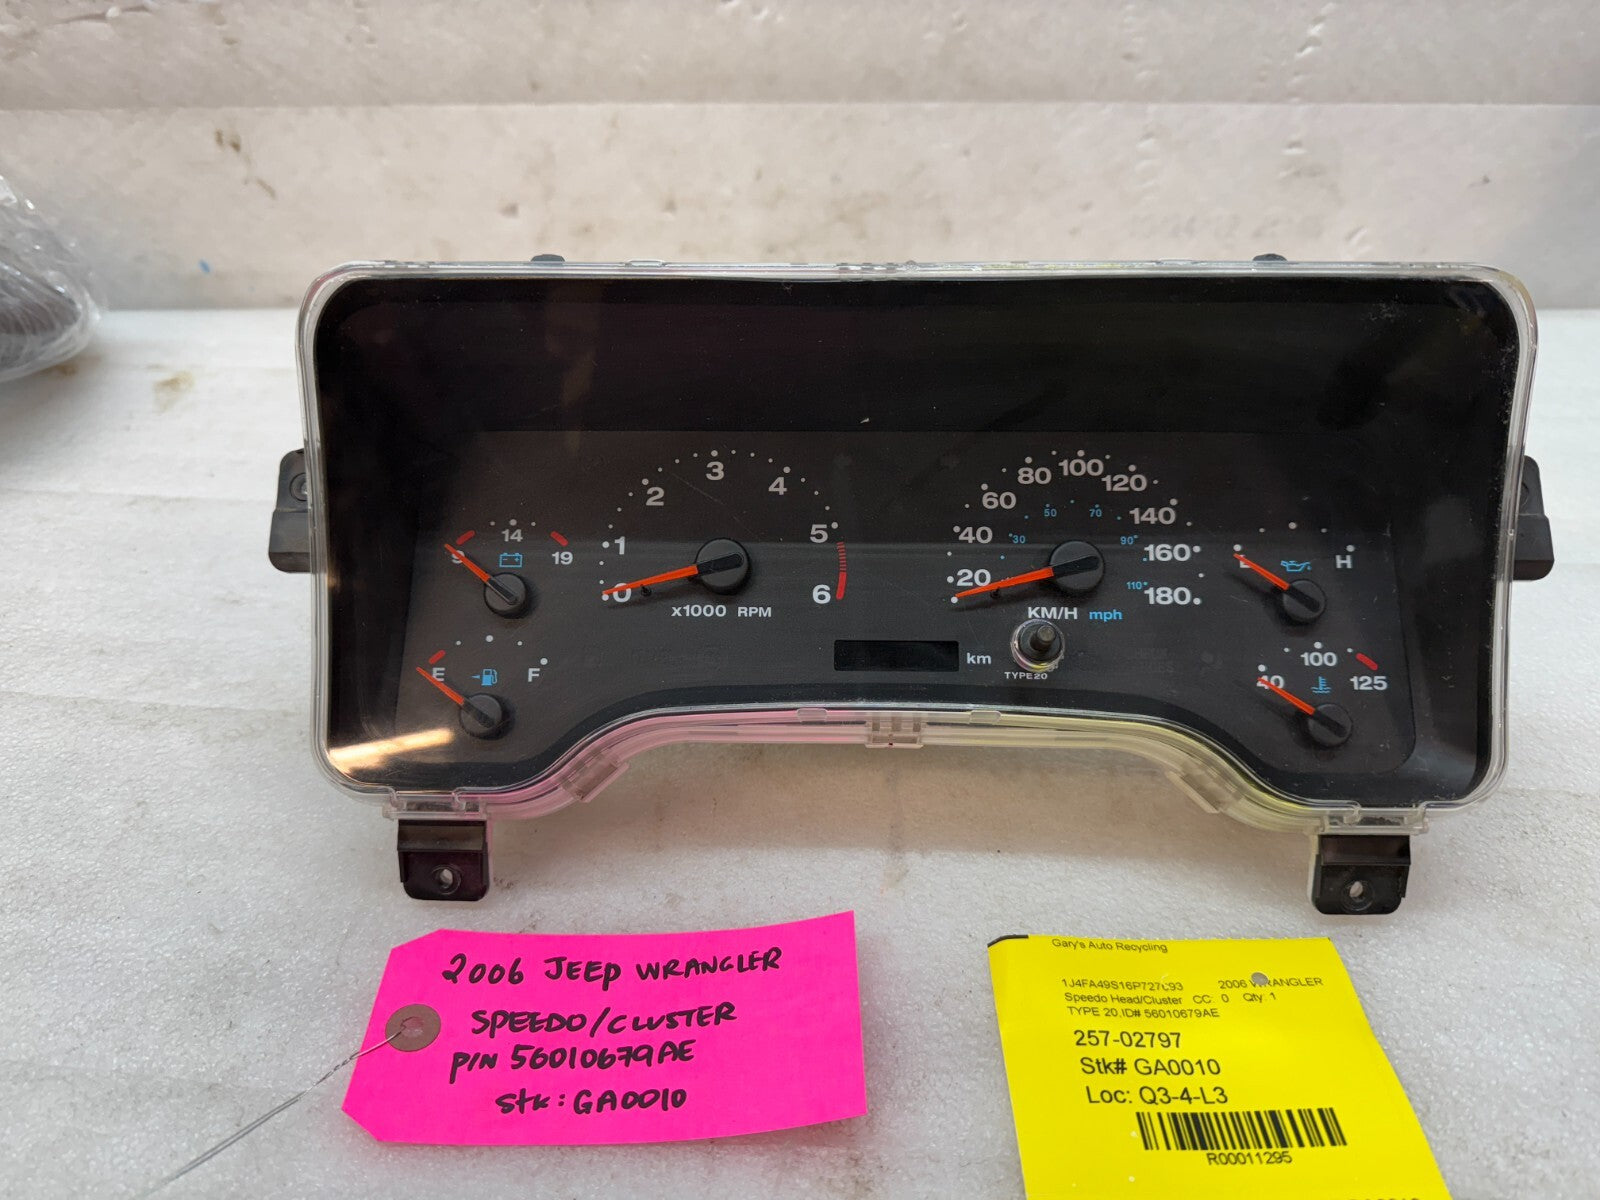 3
2 4
1 5
0 6
x1000 RPM
9 14 19
E F
80 100
60 120
40 140
20 160
180
30 50 70 90 110
KM/H mph
km
TYPE20
H
40 100 125
2006 JEEP WRANGLER
SPEEDO/CLUSTER
P/N 56010679AE
Stk: GA0010
Gary's Auto Recycling
2006 WRANGLER
Speedo Head/Cluster CC: 0 Qty: 1
TYPE 20,ID# 56010679AE
257-02797
Stk# GA0010
Loc: Q3-4-L3
R00011295